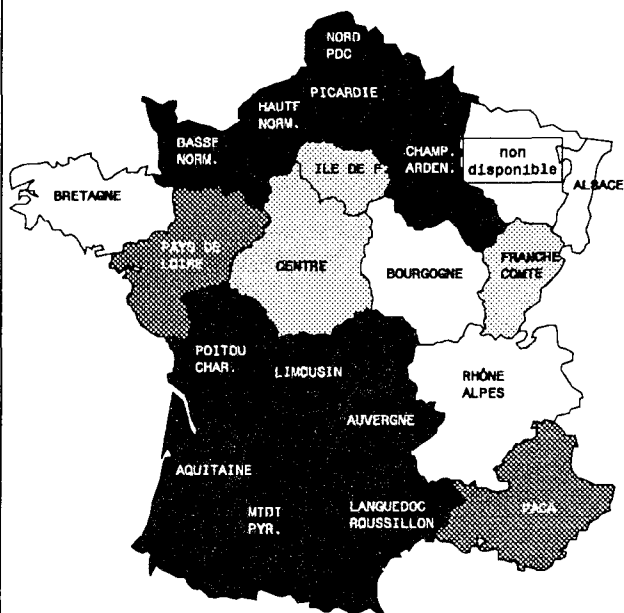 NORD
PDC
PICARDIE
HAUTE
NORM.
BASSE
NORM.
CHAMP.
ARDEN.
non
disponible
ILE DE F.
ALSACE
BRETAGNE
PAYS DE
LOIRE
CENTRE
BOURGOGNE
FRANCHE
COMTE
POITOU
CHAR.
LIMOUSIN
RHÔNE
ALPES
AUVERGNE
AQUITAINE
MIDI
PYR.
LANGUEDOC
ROUSSILLON
PACA